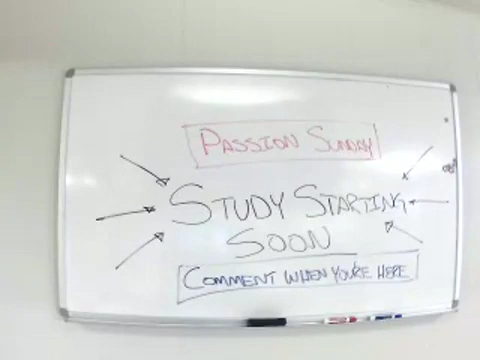 PASSION SUNDAY
STUDY STARTING
SOON
COMMENT WHEN YOU'RE HERE